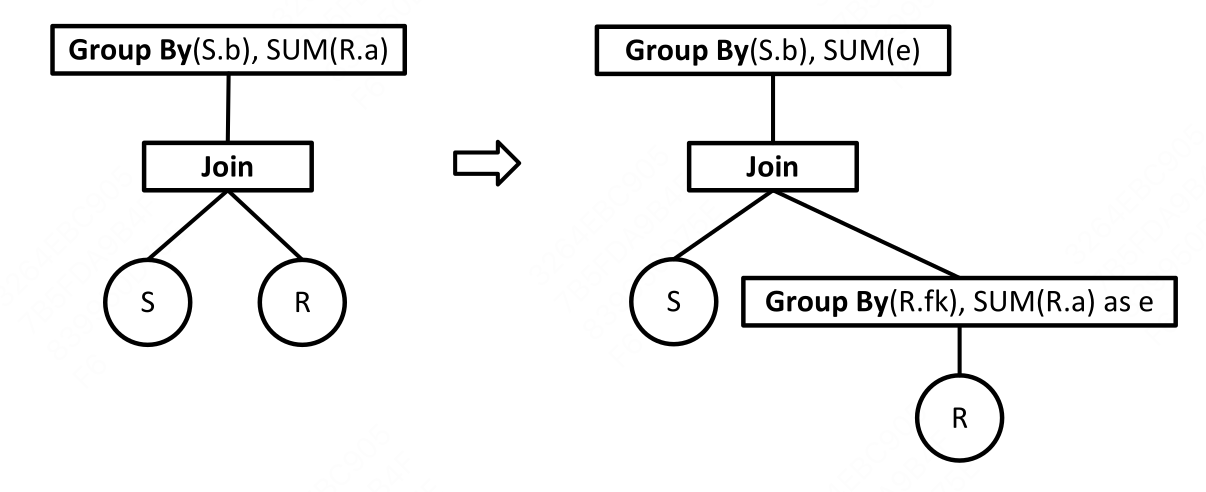 Group By(S.b), SUM(R.a)
Join
S
R
Group By(S.b), SUM(e)
Join
S
Group By(R.fk), SUM(R.a) as e
R